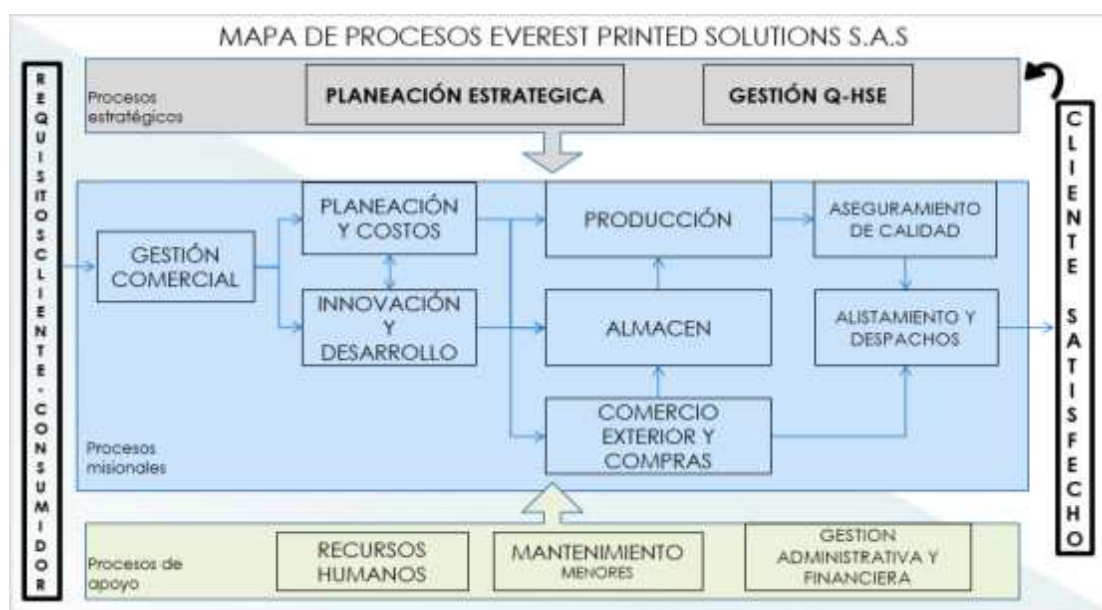 MAPA DE PROCESOS EVEREST PRINTED SOLUTIONS S.A.S
REQUISITOS CLIENTE-CONSUMIDOR
Procesos
estratégicos
PLANEACIÓN ESTRATEGICA
GESTIÓN Q-HSE
CLIENTE SATISFECHO
GESTIÓN
COMERCIAL
PLANEACIÓN
Y COSTOS
INNOVACIÓN
Y
DESARROLLO
PRODUCCIÓN
ALMACEN
COMERCIO
EXTERIOR Y
COMPRAS
ASEGURAMIENTO
DE CALIDAD
ALISTAMIENTO Y
DESPACHOS
Procesos
misionales
Procesos de
apoyo
RECURSOS
HUMANOS
MANTENIMIENTO
MENORES
GESTION
ADMINISTRATIVA Y
FINANCIERA